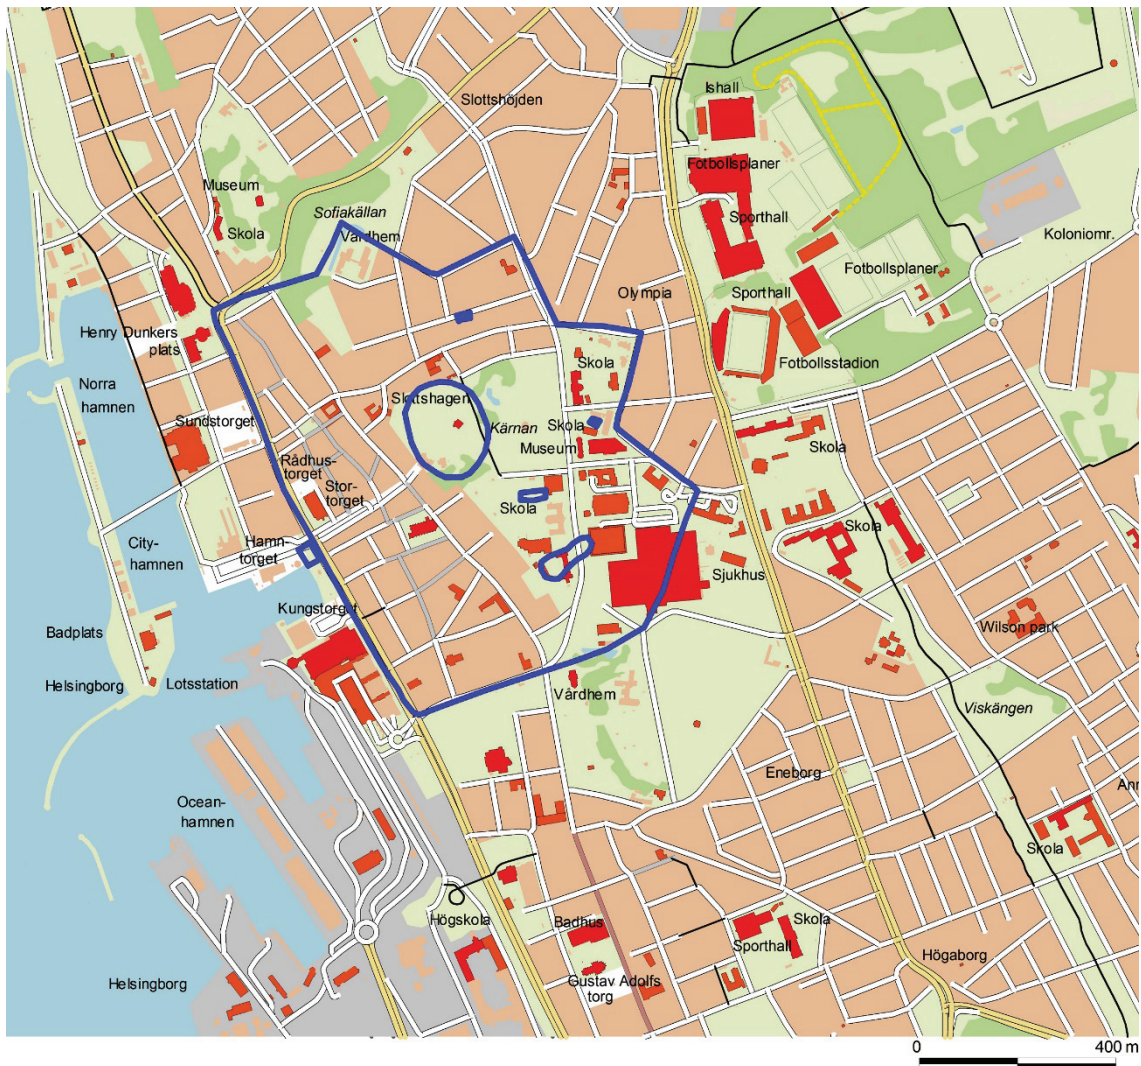 Ishall
Slottshöjden
Fotbollsplaner
Museum
Sofiakällan
Sporthall
Skola
Vårdhem
Koloniomr.
Fotbollsplaner
Olympia
Sporthall
Henry Dunkers
plats
Skola
Fotbollsstadion
Norra
hamnen
Slottshagen
Sundstorget
Kärnan
Skola
Museum
Skola
Rådhus-
torget
Stor-
torget
Skola
Skola
City-
hamnen
Hamn-
torget
Sjukhus
Kungstorget
Badplats
Wilson park
Helsingborg
Lotsstation
Vårdhem
Viskängen
Eneborg
Ocean-
hamnen
Skola
Högskola
Badhus
Skola
Sporthall
Högaborg
Helsingborg
Gustav Adolfs
torg
0
400 m